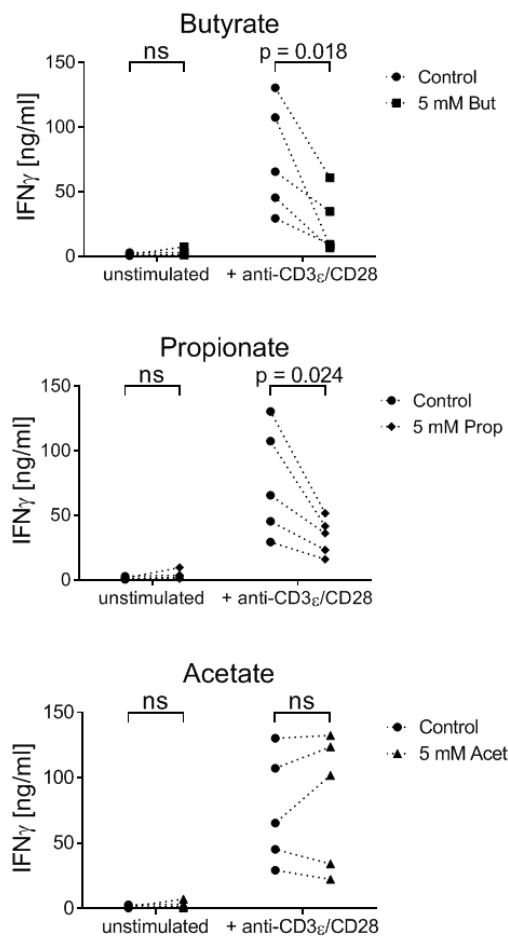 Butyrate
ns
p = 0.018
150
100
50
0
IFNγ [ng/ml]
unstimulated
+ anti-CD3ε/CD28
Control
5 mM But
Propionate
ns
p = 0.024
150
100
50
0
IFNγ [ng/ml]
unstimulated
+ anti-CD3ε/CD28
Control
5 mM Prop
Acetate
ns
ns
150
100
50
0
IFNγ [ng/ml]
unstimulated
+ anti-CD3ε/CD28
Control
5 mM Acet